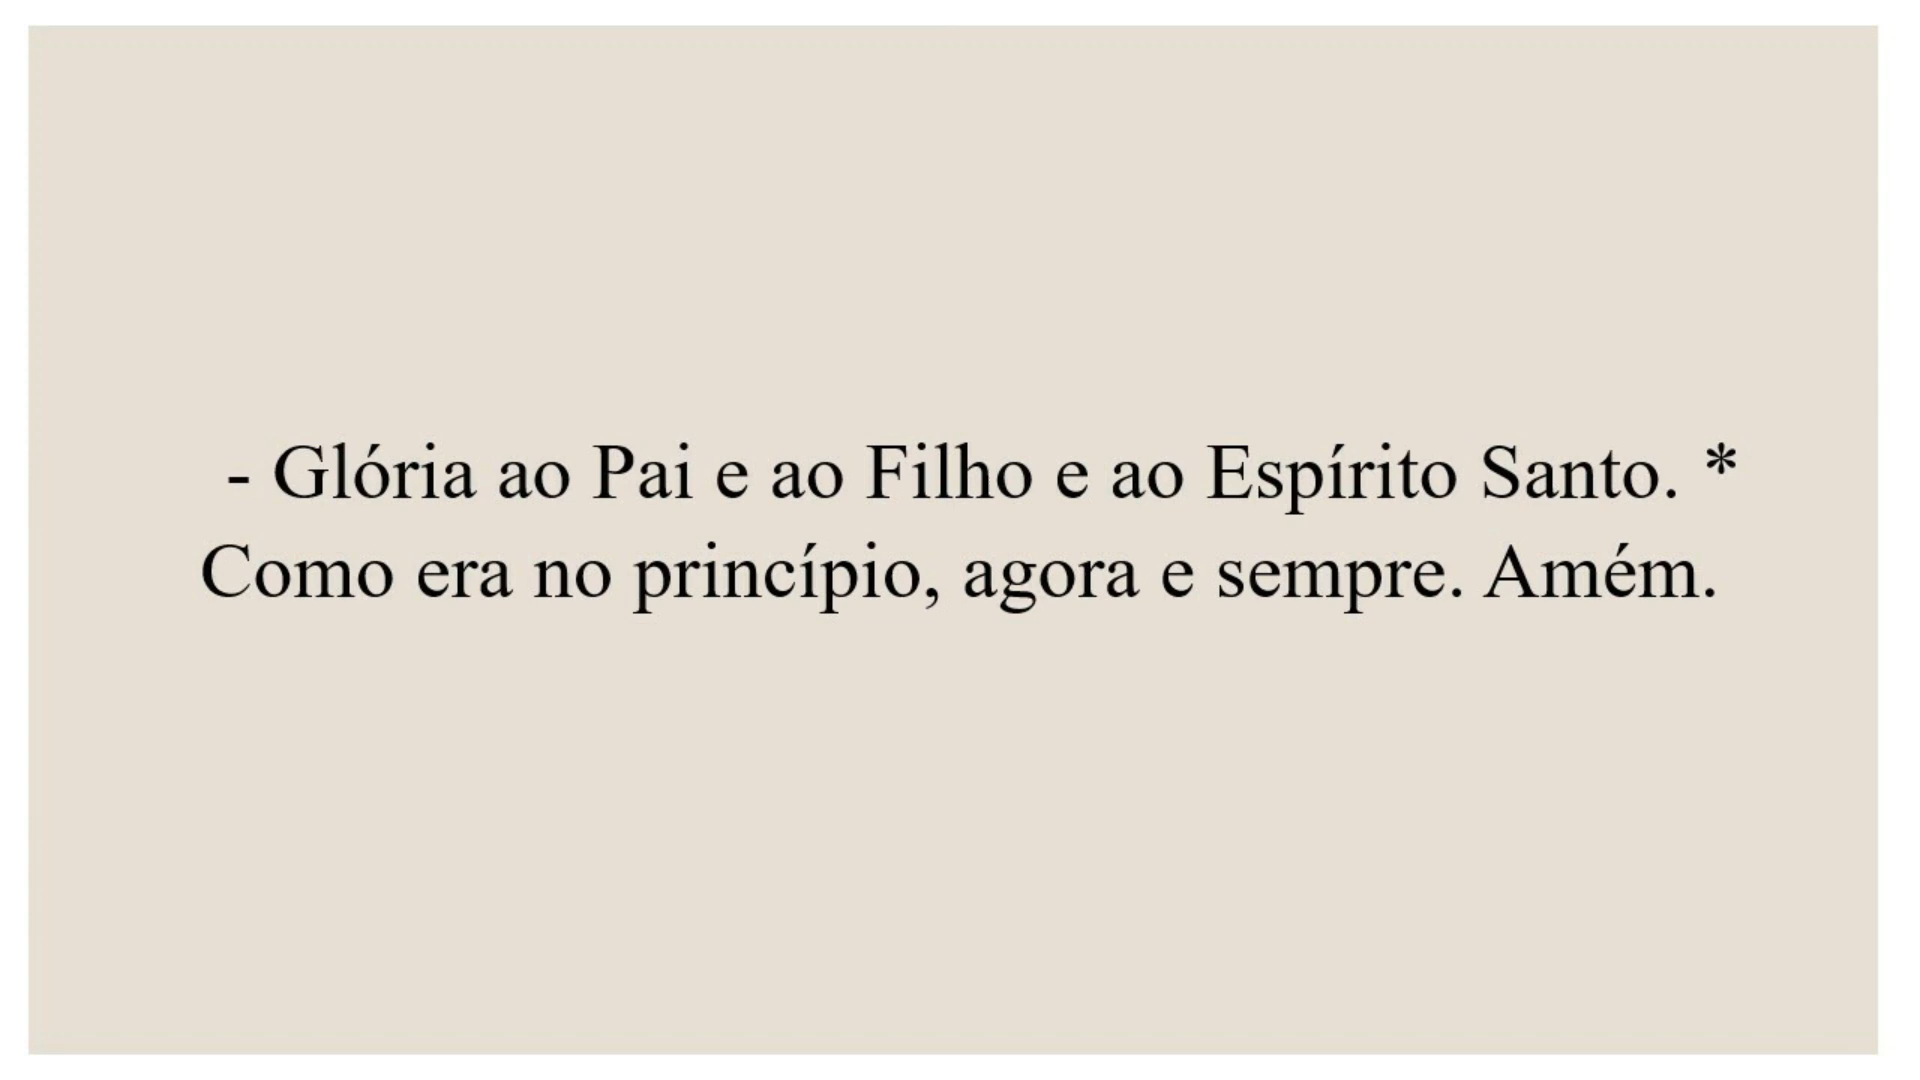 - Glória ao Pai e ao Filho e ao Espírito Santo. *
Como era no princípio, agora e sempre. Amém.